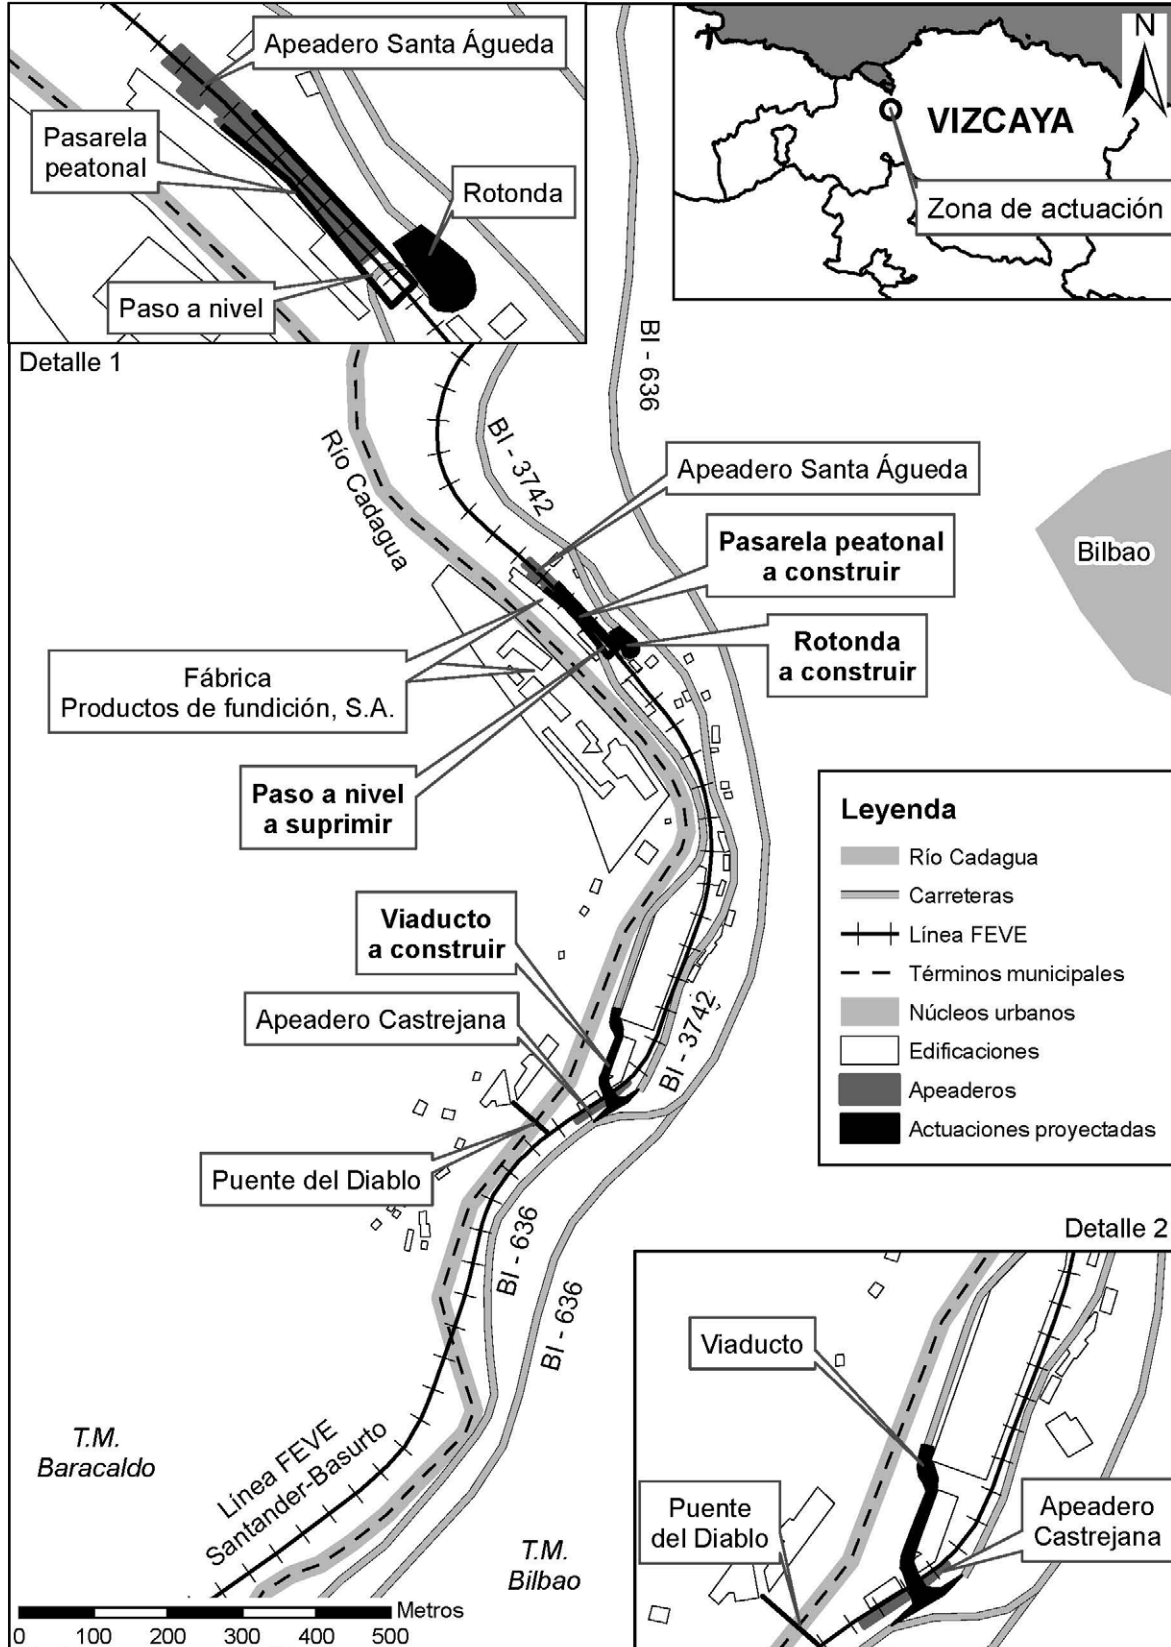 Apeadero Santa Águeda
Pasarela
peatonal
Rotonda
Paso a nivel
Detalle 1
N
VIZCAYA
Zona de actuación
BI - 636
BI - 3742
Río Cadagua
Apeadero Santa Águeda
Pasarela peatonal
a construir
Bilbao
Rotonda
a construir
Fábrica
Productos de fundición, S.A.
Paso a nivel
a suprimir
Leyenda
Río Cadagua
Carreteras
Línea FEVE
Términos municipales
Núcleos urbanos
Edificaciones
Apeaderos
Actuaciones proyectadas
Viaducto
a construir
Apeadero Castrejana
BI - 3742
Puente del Diablo
BI - 636
BI - 636
Detalle 2
Viaducto
Puente
del Diablo
Apeadero
Castrejana
T.M.
Baracaldo
Línea FEVE
Santander-Basurto
T.M.
Bilbao
Metros
0 100 200 300 400 500